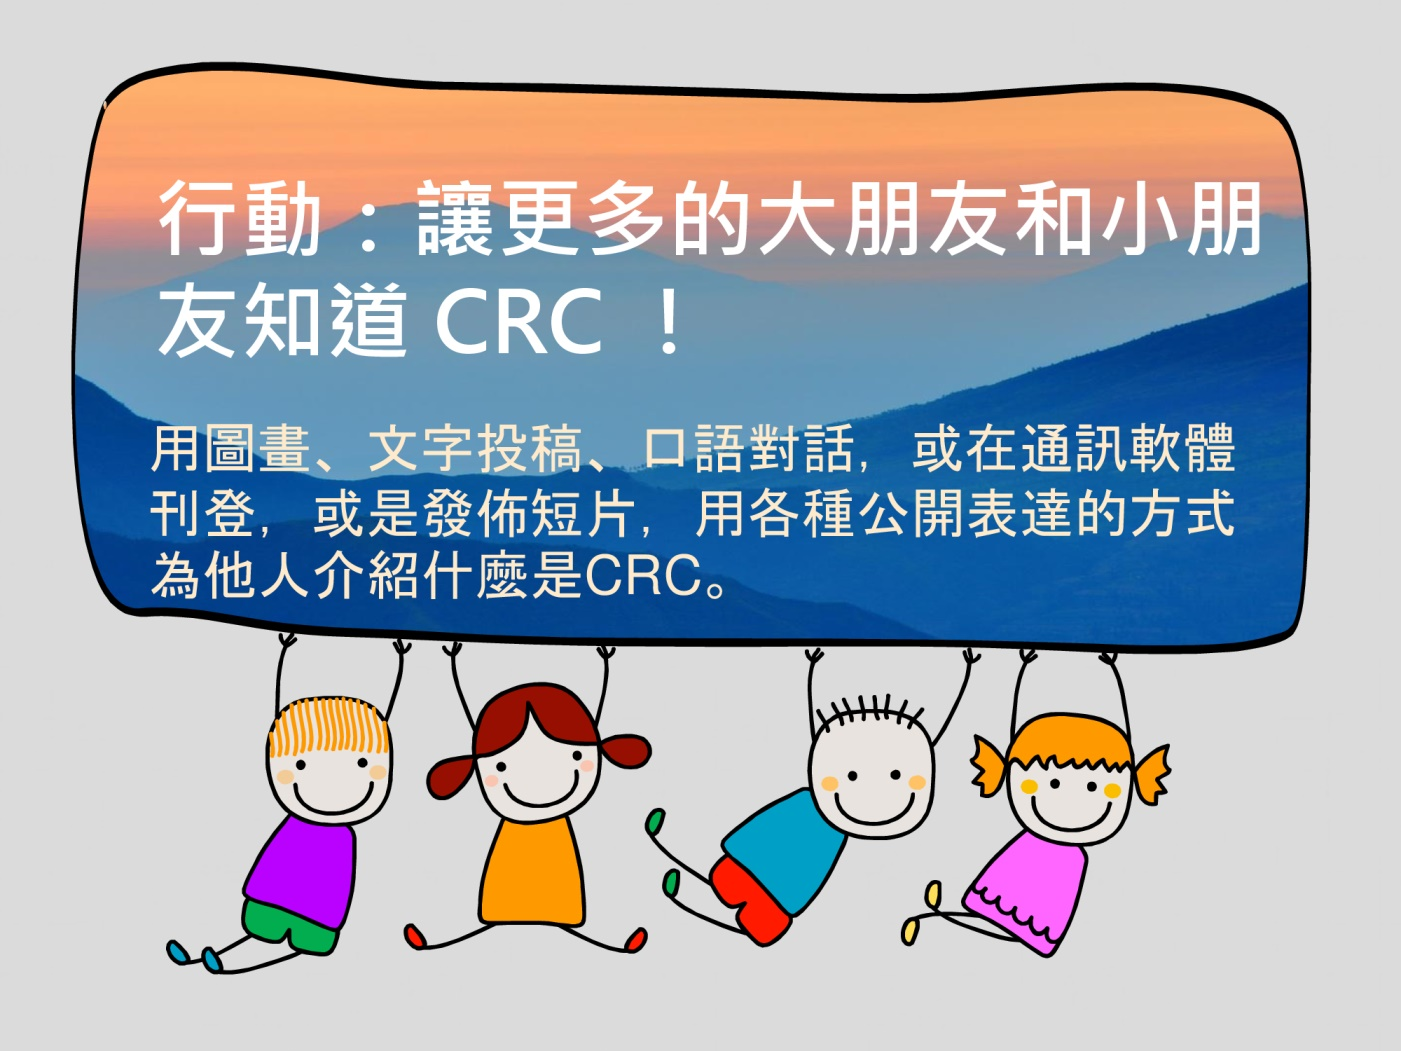 行動：讓更多的大朋友和小朋
友知道 CRC ！
用圖畫、文字投稿、口語對話，或在通訊軟體
刊登，或是發佈短片，用各種公開表達的方式
為他人介紹什麼是CRC。